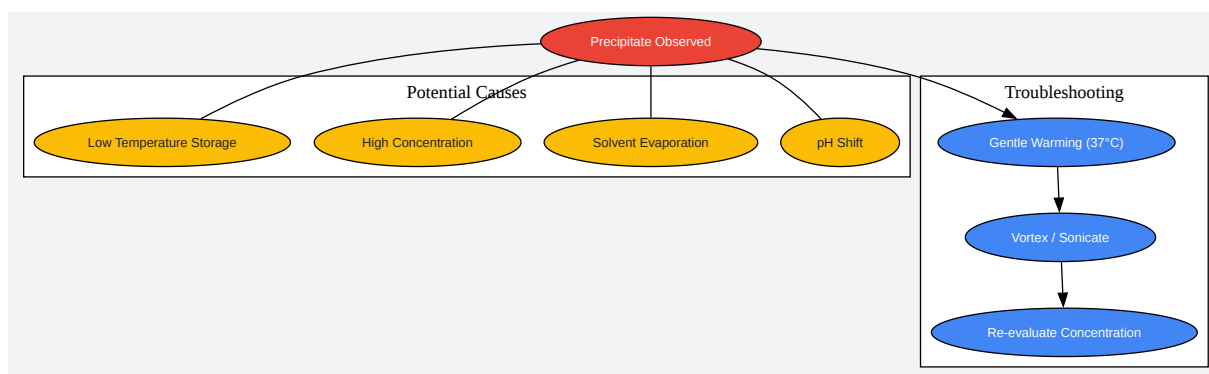 Precipitate Observed
Potential Causes
Troubleshooting
Low Temperature Storage
High Concentration
Solvent Evaporation
pH Shift
Gentle Warming (37°C)
Vortex / Sonicate
Re-evaluate Concentration